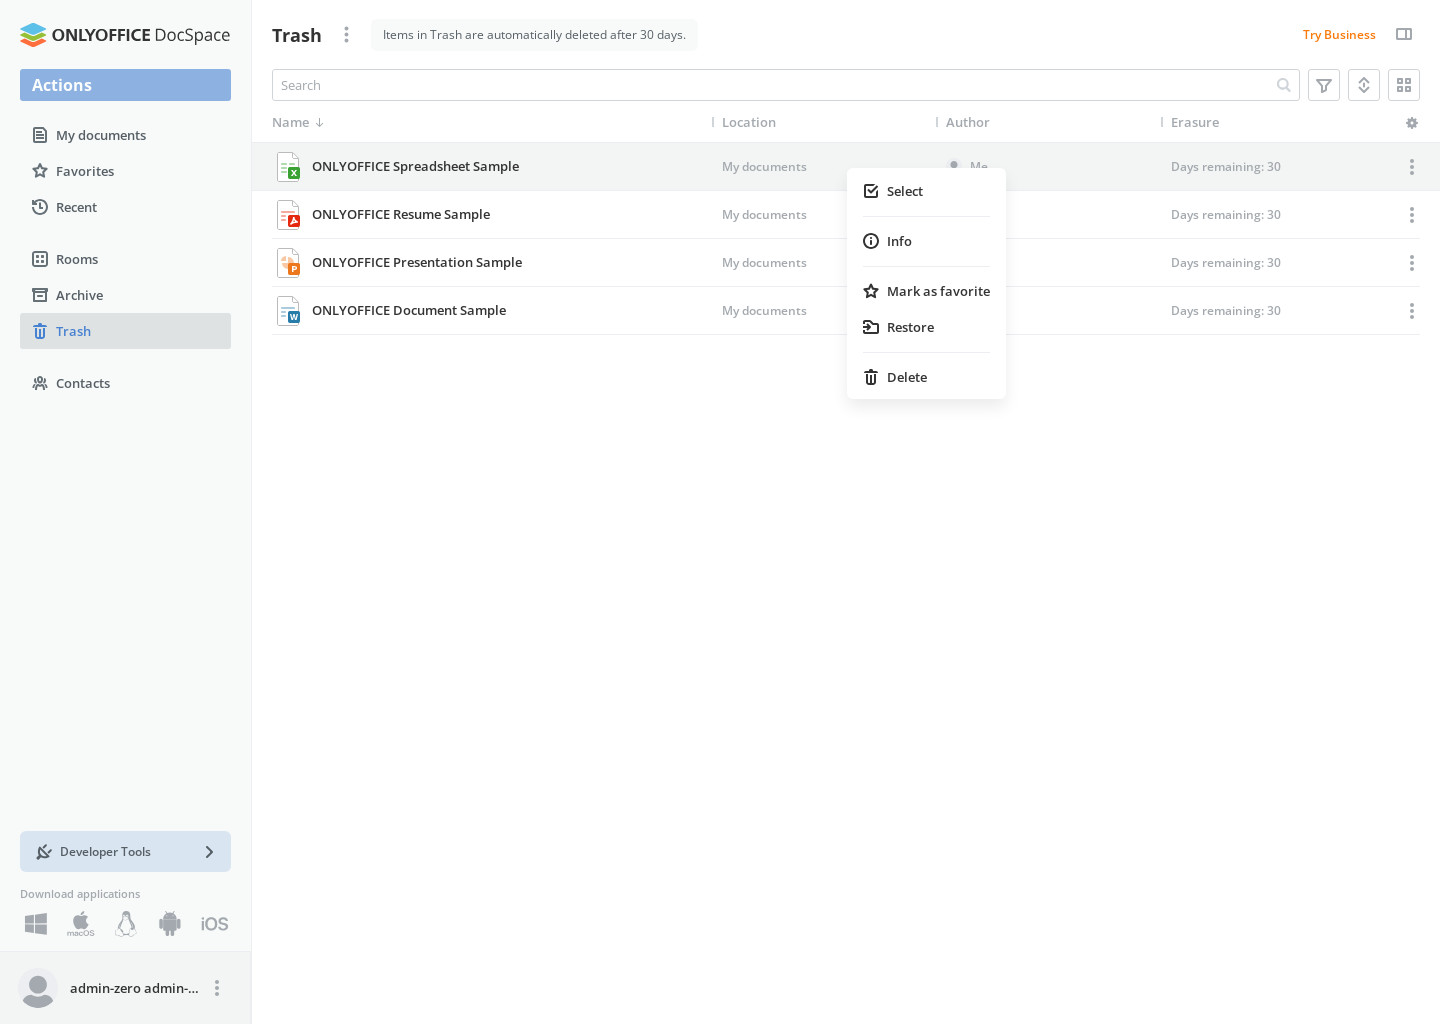 ONLYOFFICE DocSpace
Trash
Items in Trash are automatically deleted after 30 days.
Try Business
Actions
Search
My documents
Favorites
Recent
Rooms
Archive
Trash
Contacts
Name
Location
Author
Erasure
ONLYOFFICE Spreadsheet Sample
My documents
Me
Days remaining: 30
ONLYOFFICE Resume Sample
My documents
Days remaining: 30
ONLYOFFICE Presentation Sample
My documents
Days remaining: 30
ONLYOFFICE Document Sample
My documents
Days remaining: 30
Select
Info
Mark as favorite
Restore
Delete
Developer Tools
Download applications
macOS
iOS
admin-zero admin-...